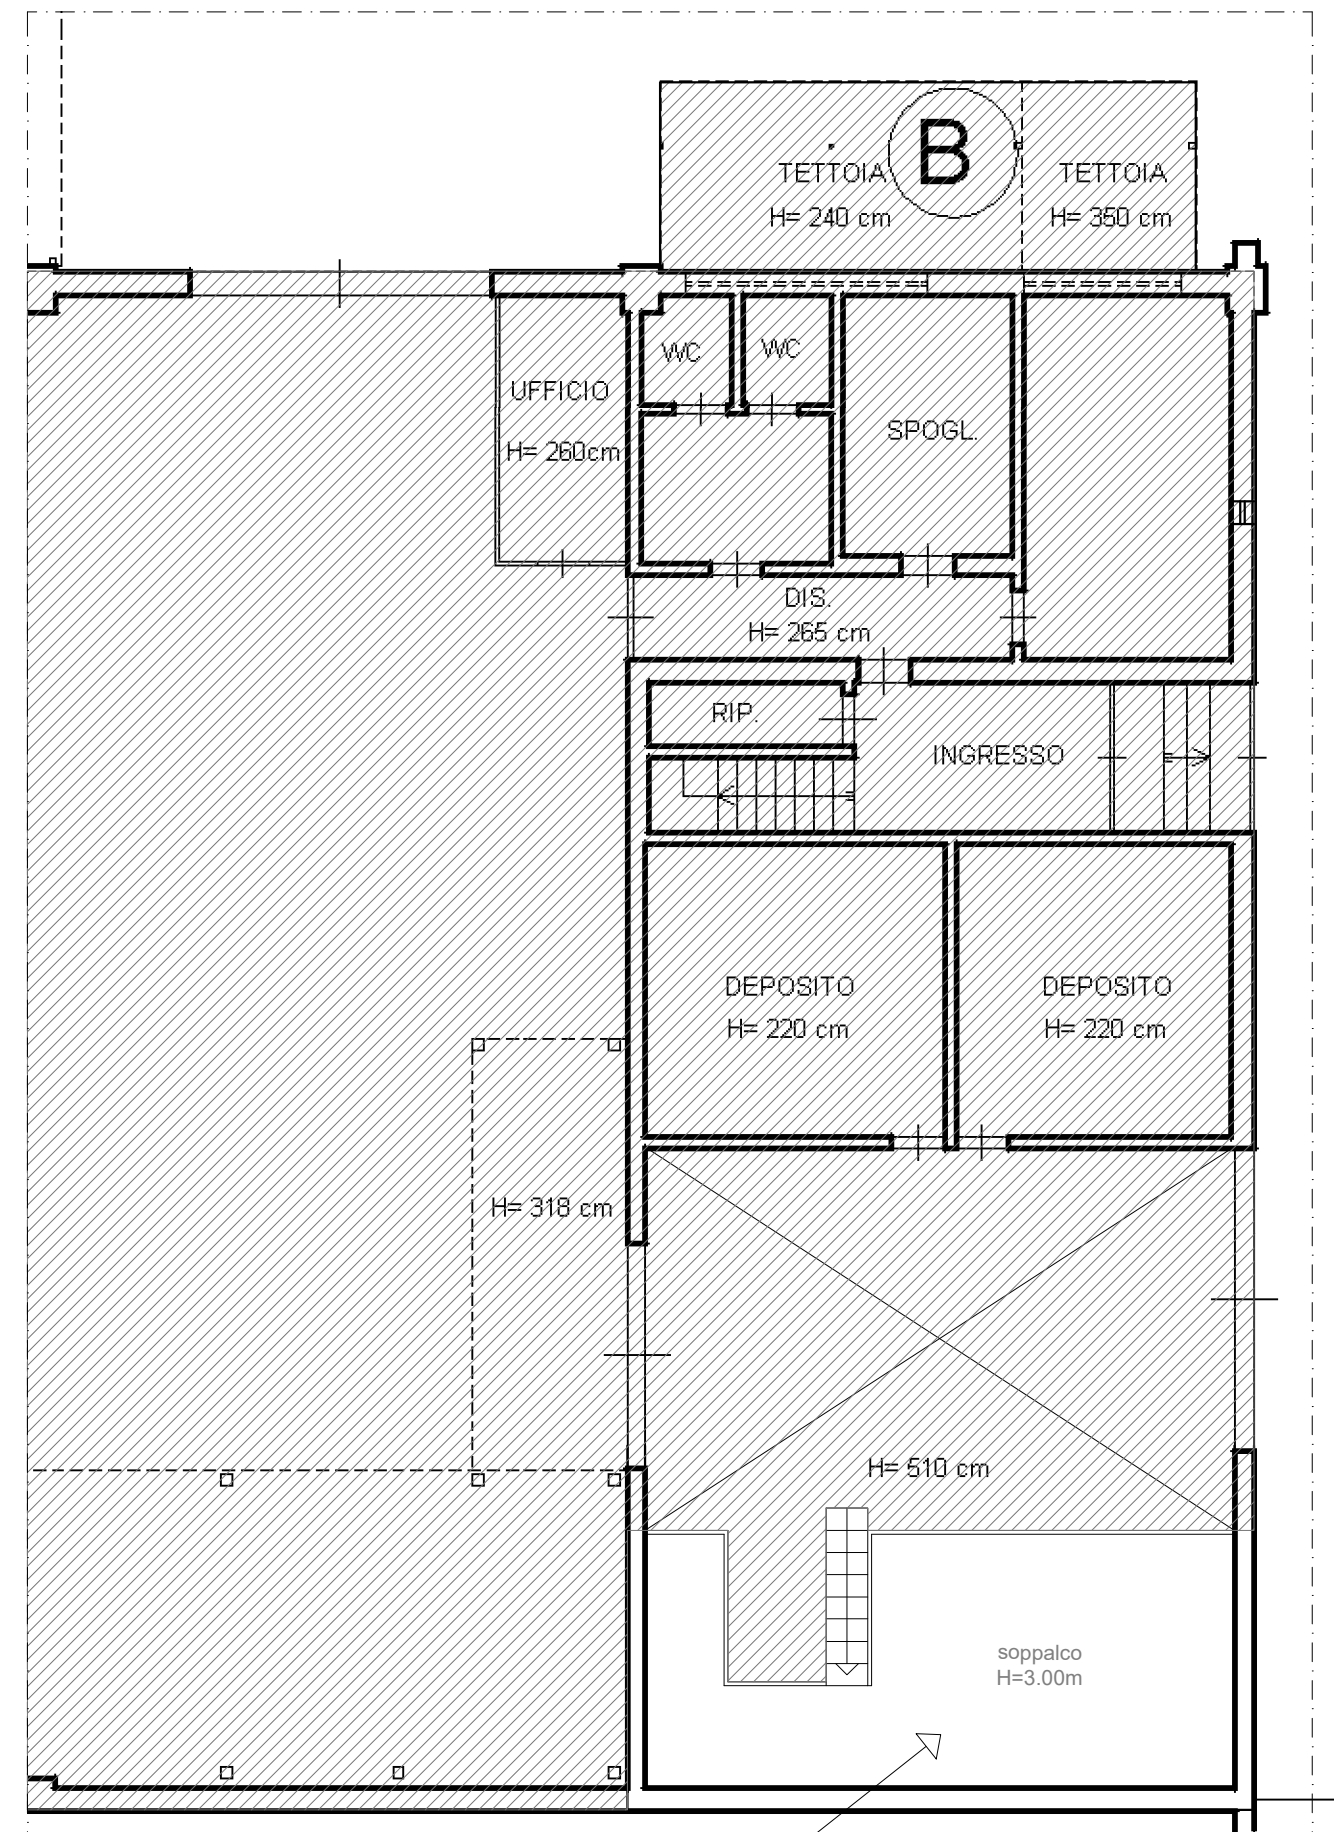 B
TETTOIA
H= 240 cm
TETTOIA
H= 350 cm
WC
WC
UFFICIO
H= 260cm
SPOGL.
DIS.
H= 265 cm
RIP.
INGRESSO
DEPOSITO
H= 220 cm
DEPOSITO
H= 220 cm
H= 318 cm
H= 510 cm
soppalco
H=3.00m